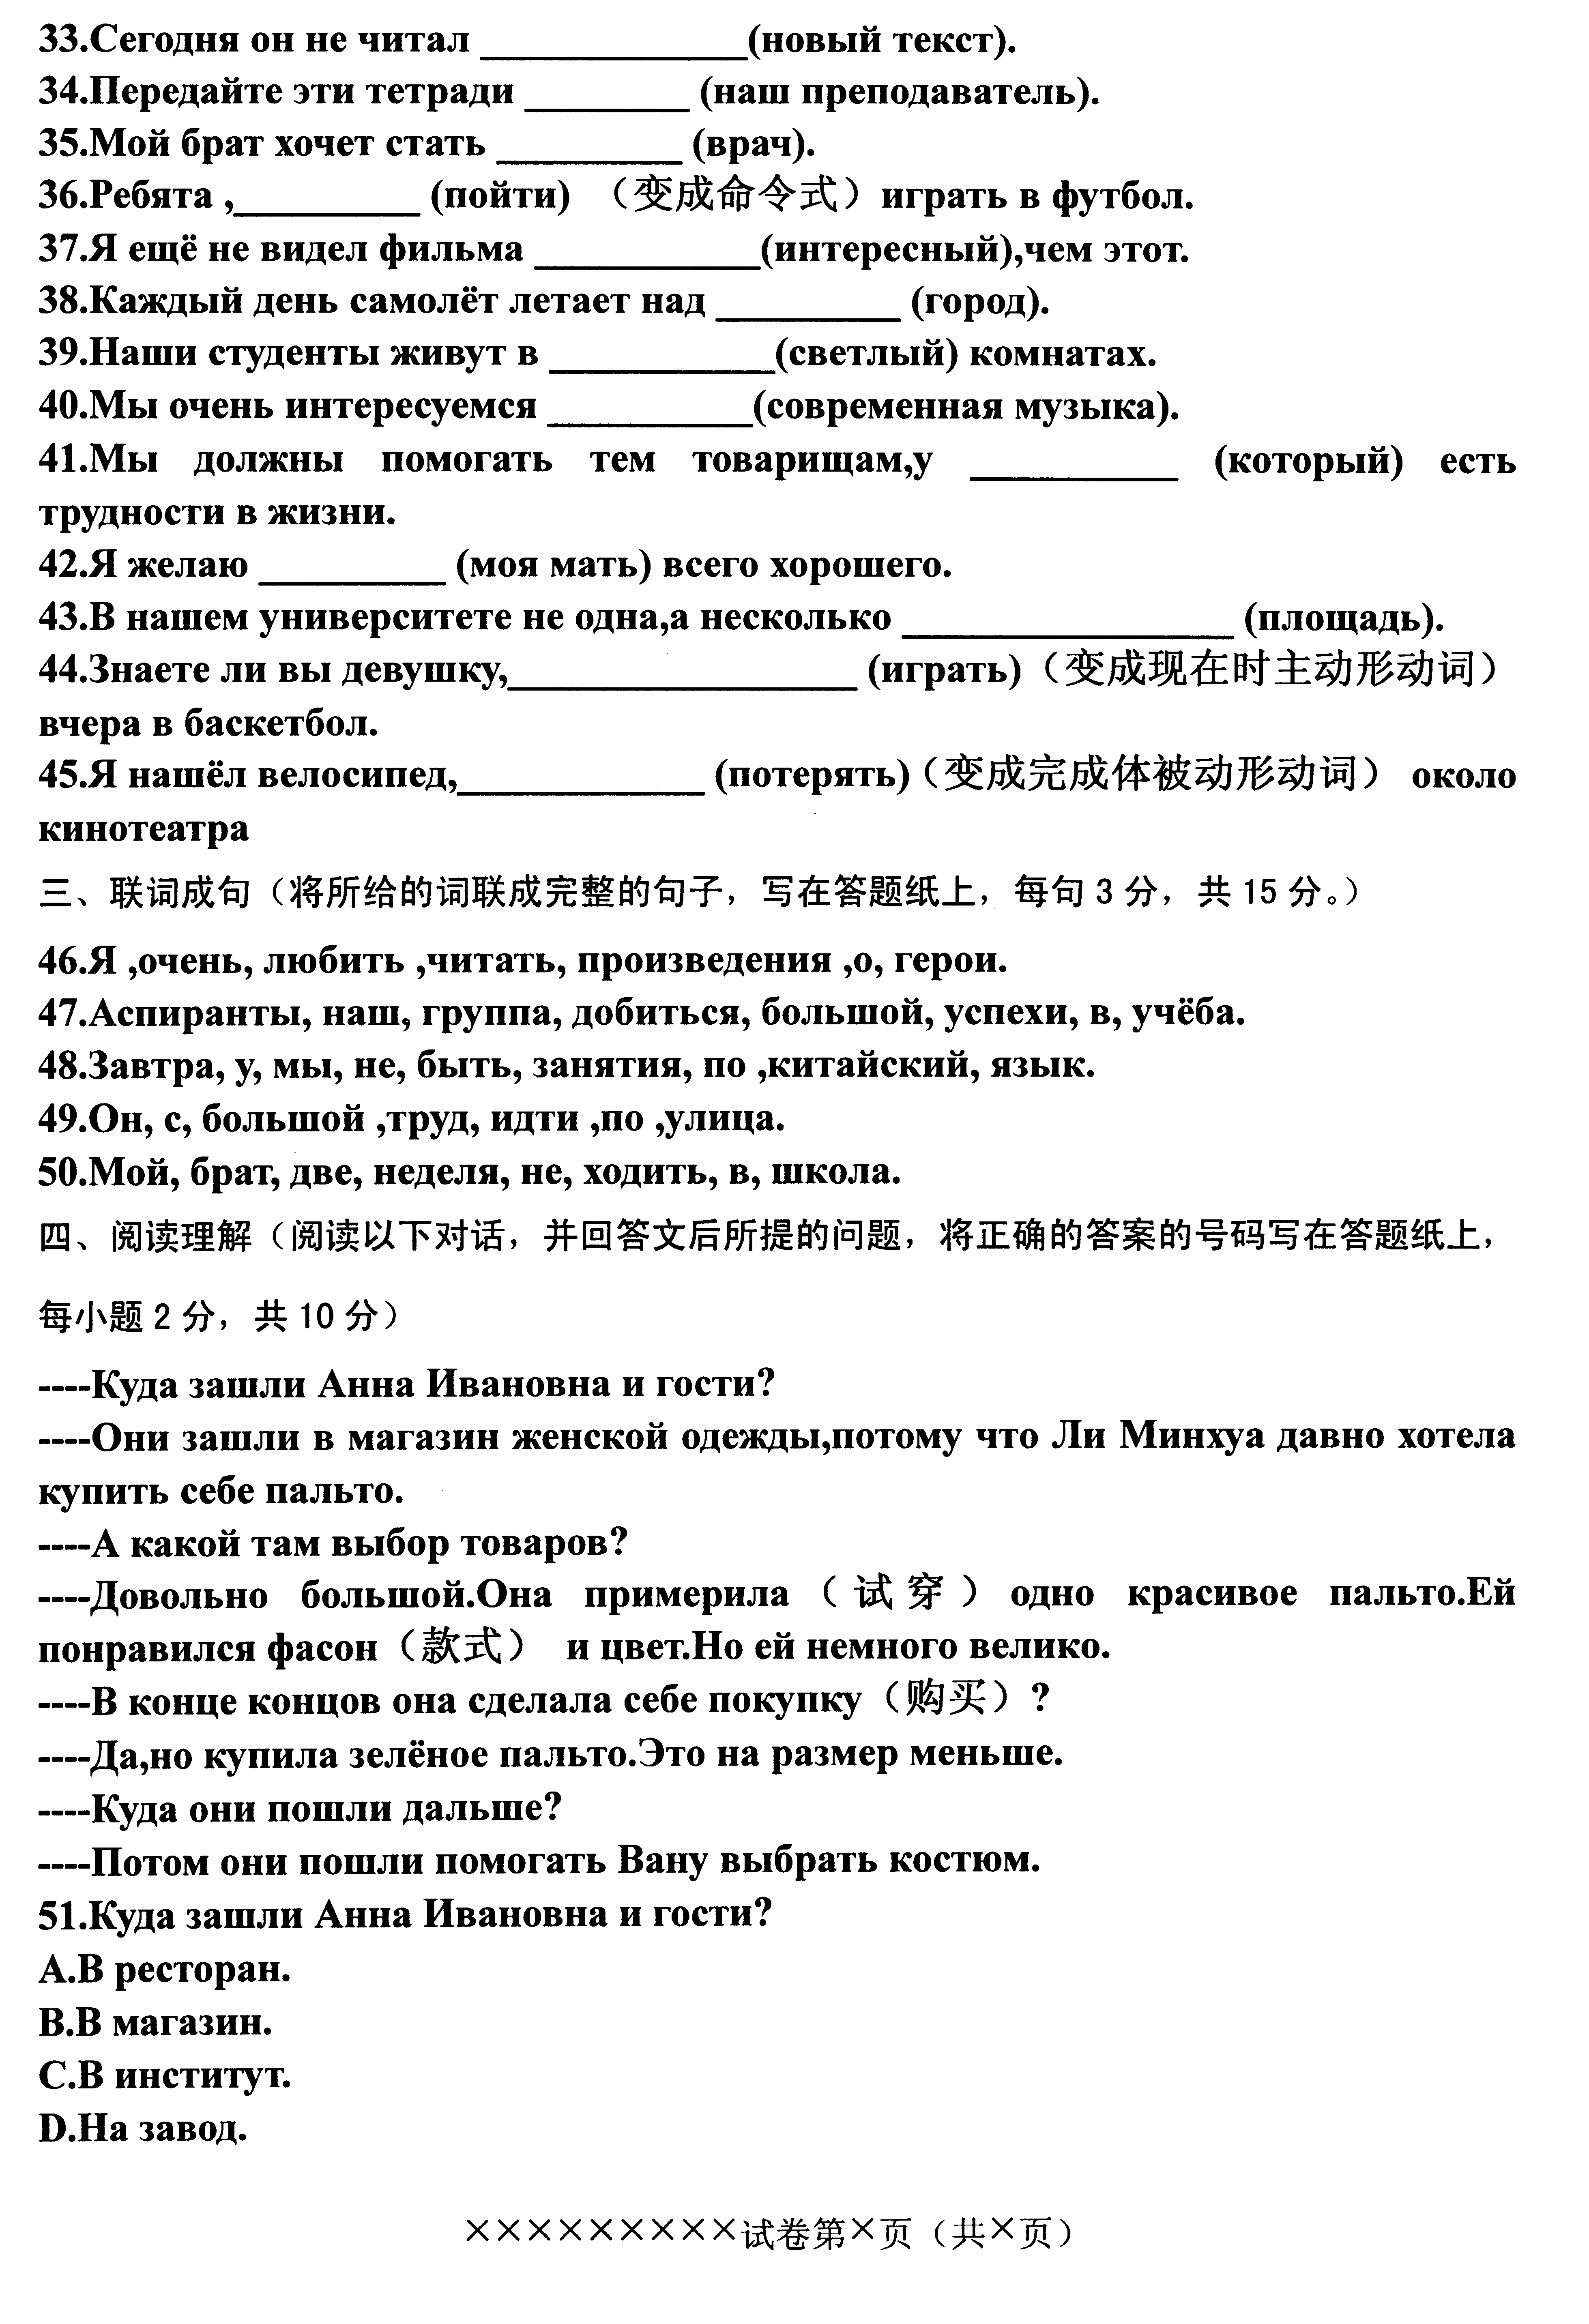 33.Сегодня он не читал _____________(новый текст).
34.Передайте эти тетради ________ (наш преподаватель).
35.Мой брат хочет стать _________ (врач).
36.Ребята ,_________ (пойти) （变成命令式）играть в футбол.
37.Я ещё не видел фильма ___________(интересный),чем этот.
38.Каждый день самолёт летает над _________ (город).
39.Наши студенты живут в ___________(светлый) комнатах.
40.Мы очень интересуемся __________(современная музыка).
41.Мы должны помогать тем товарищам,у __________ (который) есть
трудности в жизни.
42.Я желаю _________ (моя мать) всего хорошего.
43.В нашем университете не одна,а несколько ________________ (площадь).
44.Знаете ли вы девушку,_________________ (играть)（变成现在时主动形动词）
вчера в баскетбол.
45.Я нашёл велосипед,____________ (потерять)（变成完成体被动形动词） около
кинотеатра
三、联词成句（将所给的词联成完整的句子，写在答题纸上，每句 3 分，共 15 分。）
46.Я ,очень, любить ,читать, произведения ,о, герои.
47.Аспиранты, наш, группа, добиться, большой, успехи, в, учёба.
48.Завтра, у, мы, не, быть, занятия, по ,китайский, язык.
49.Он, с, большой ,труд, идти ,по ,улица.
50.Мой, брат, две, неделя, не, ходить, в, школа.
四、阅读理解（阅读以下对话，并回答文后所提的问题，将正确的答案的号码写在答题纸上，
每小题 2 分，共 10 分）
----Куда зашли Анна Ивановна и гости?
----Они зашли в магазин женской одежды,потому что Ли Минхуа давно хотела
купить себе пальто.
----А какой там выбор товаров?
----Довольно большой.Она примерила（试穿）одно красивое пальто.Ей
понравился фасон（款式） и цвет.Но ей немного велико.
----В конце концов она сделала себе покупку（购买）?
----Да,но купила зелёное пальто.Это на размер меньше.
----Куда они пошли дальше?
----Потом они пошли помогать Вану выбрать костюм.
51.Куда зашли Анна Ивановна и гости?
A.В ресторан.
B.В магазин.
C.В институт.
D.На завод.
×××××××××试卷第×页（共×页）